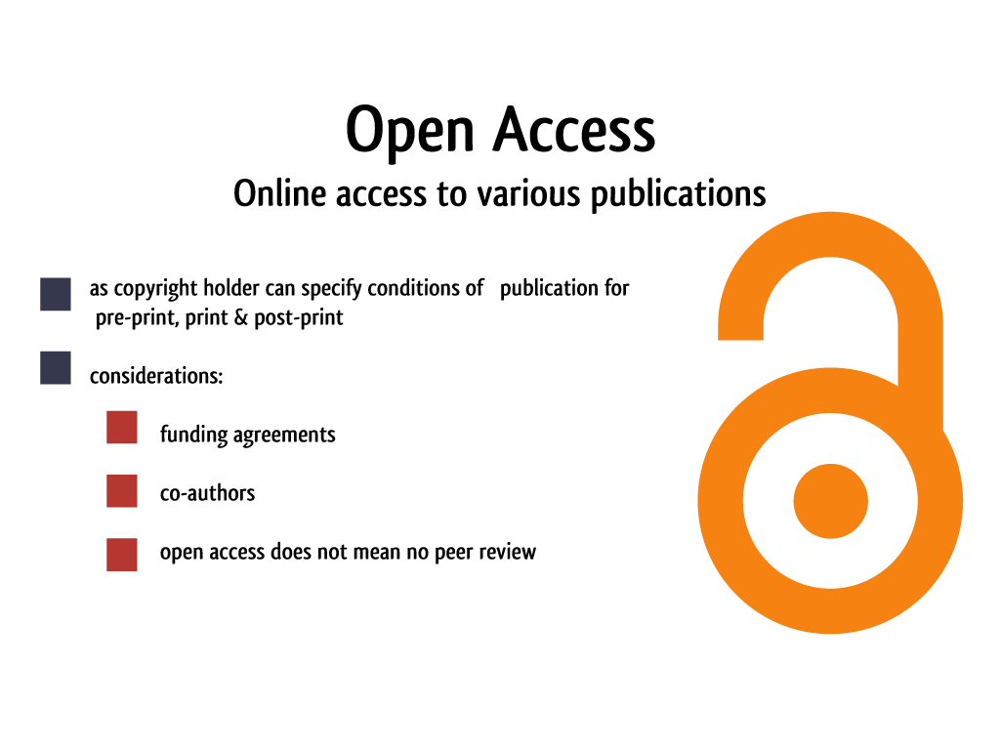 Open Access
Online access to various publications
as copyright holder can specify conditions of publication for
pre-print, print & post-print
considerations:
funding agreements
co-authors
open access does not mean no peer review